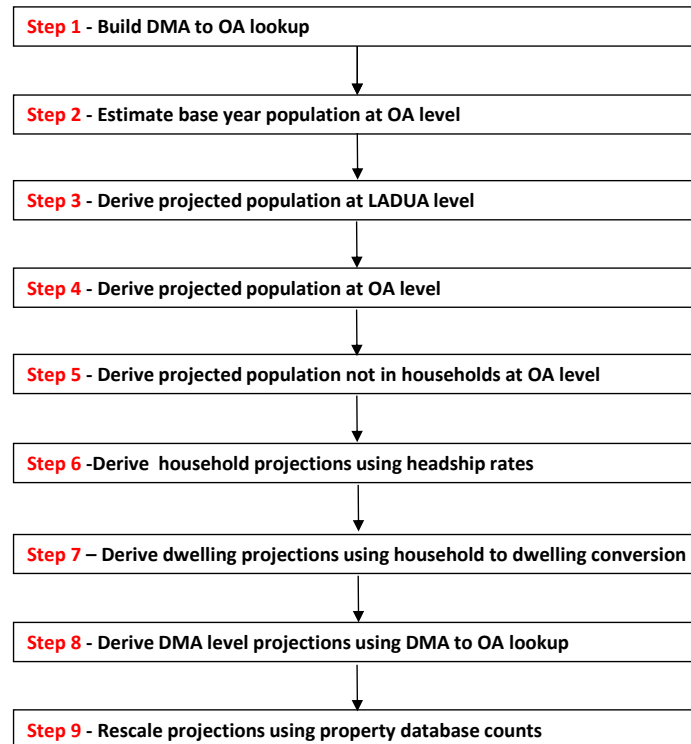 Step 1 - Build DMA to OA lookup
Step 2 - Estimate base year population at OA level
Step 3 - Derive projected population at LADUA level
Step 4 - Derive projected population at OA level
Step 5 - Derive projected population not in households at OA level
Step 6 -Derive  household projections using headship rates
Step 7 – Derive dwelling projections using household to dwelling conversion
Step 8 - Derive DMA level projections using DMA to OA lookup
Step 9 - Rescale projections using property database counts